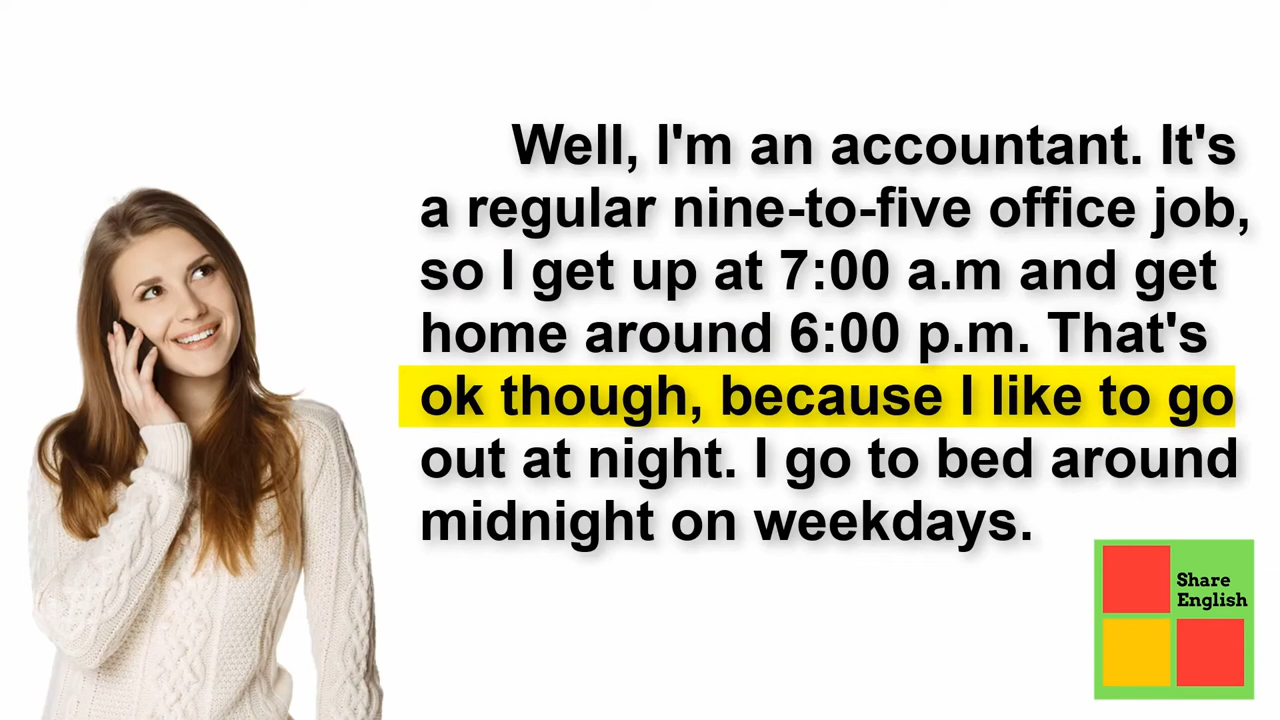 Well, I'm an accountant. It's
a regular nine-to-five office job,
so I get up at 7:00 a.m and get
home around 6:00 p.m. That's
ok though, because I like to go
out at night. I go to bed around
midnight on weekdays.
Share
English